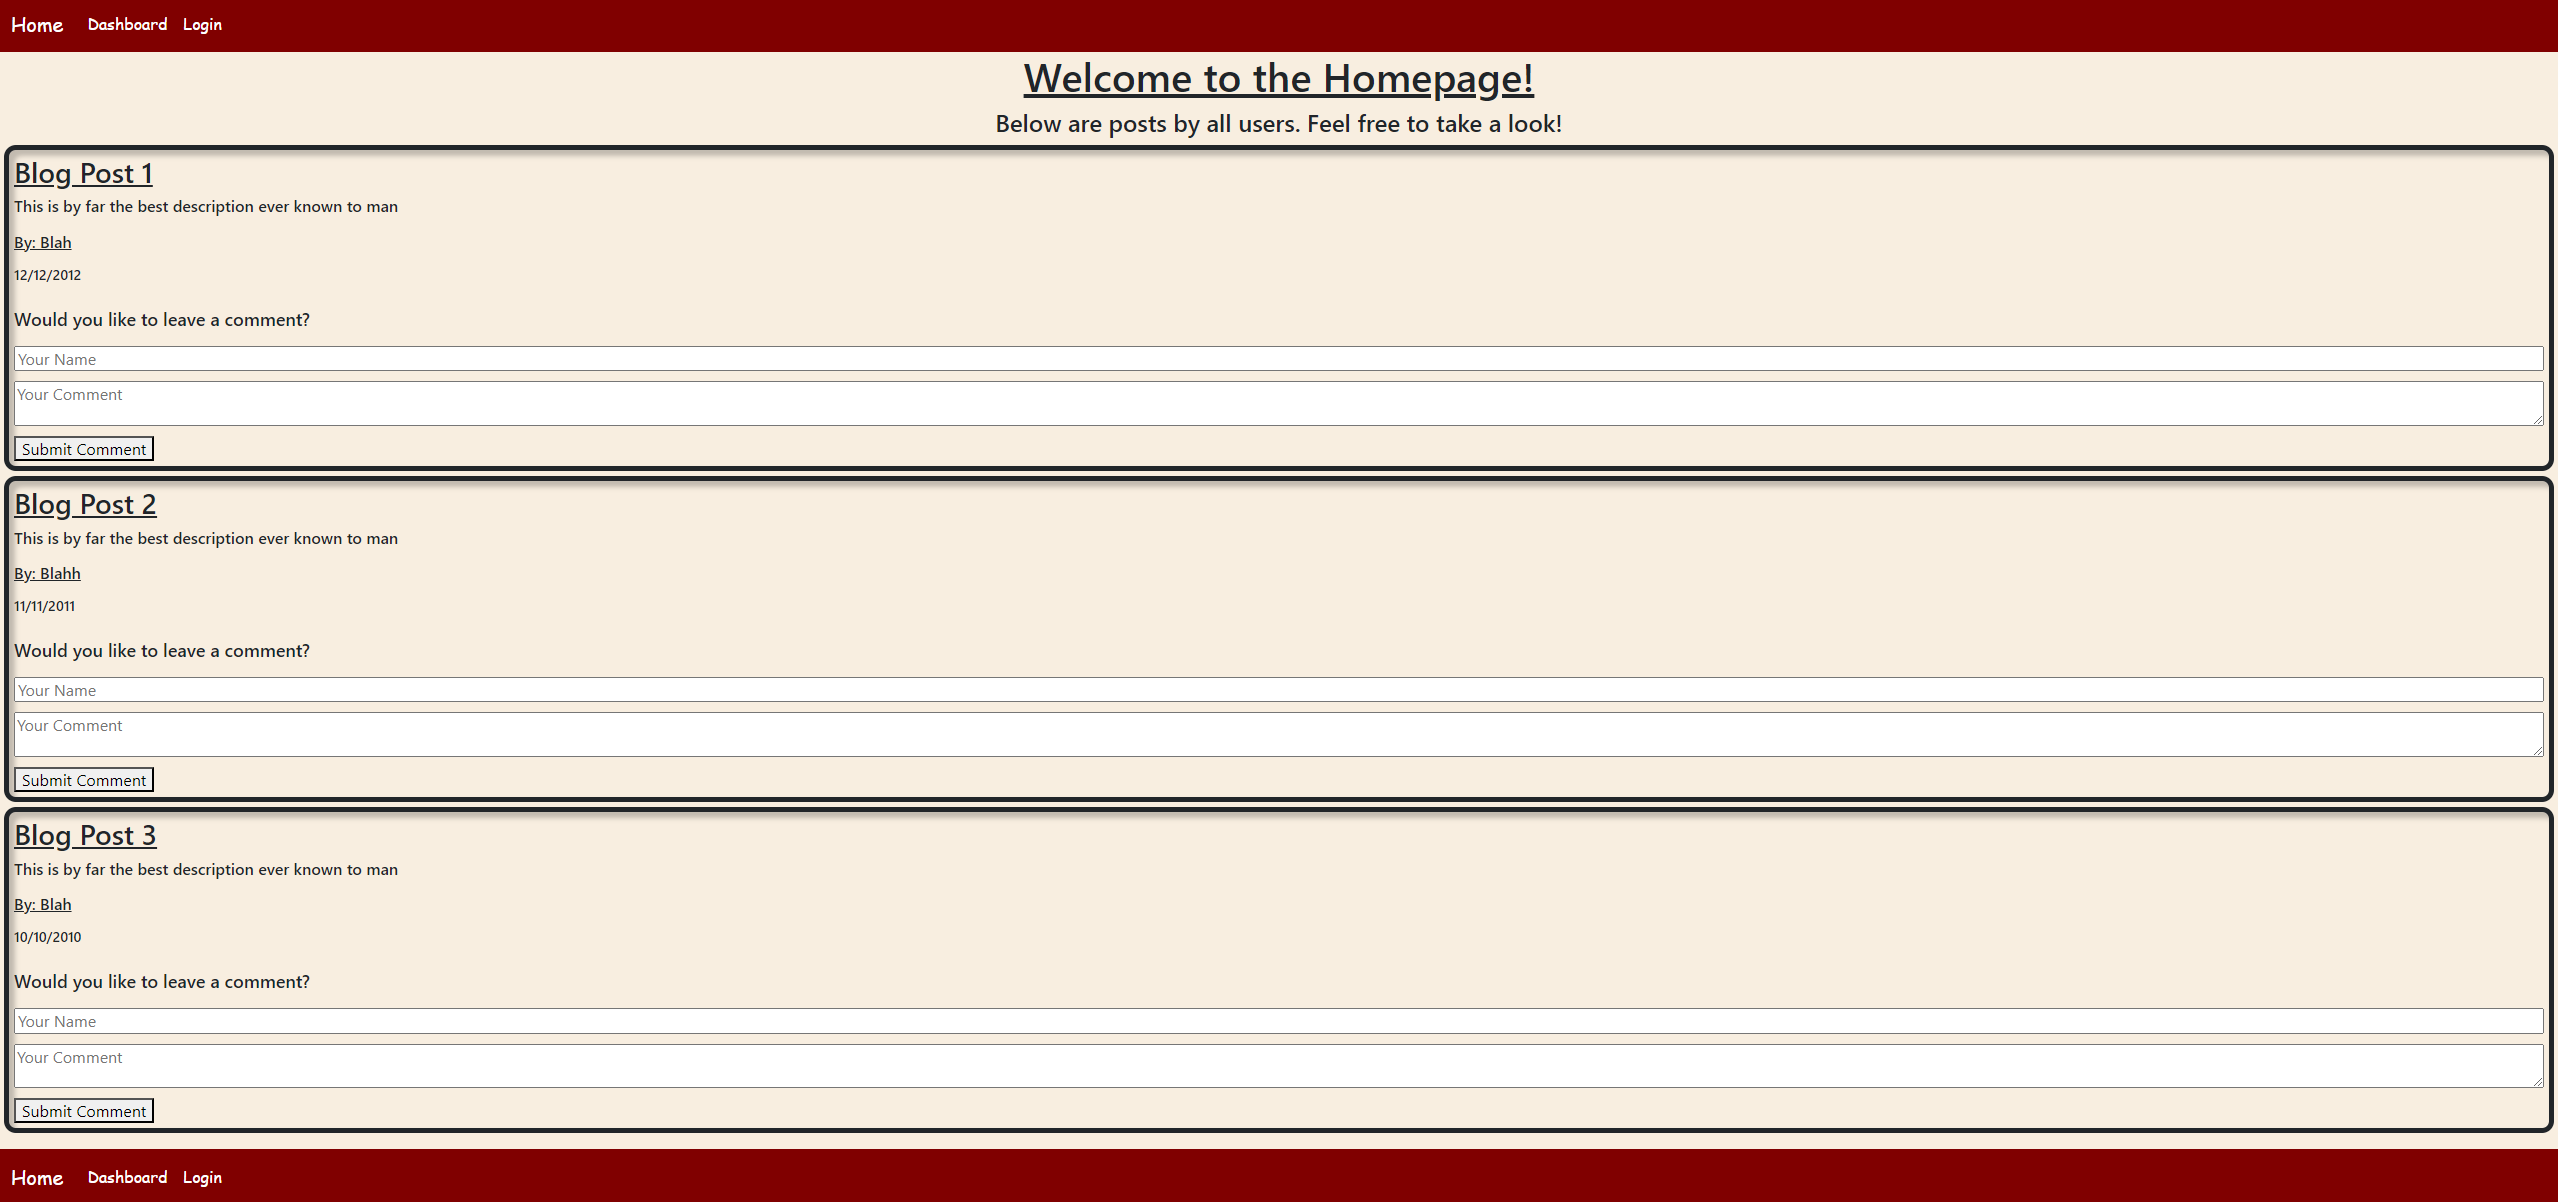 Home Dashboard Login
Welcome to the Homepage!
Below are posts by all users. Feel free to take a look!
Blog Post 1
This is by far the best description ever known to man
By: Blah
12/12/2012
Would you like to leave a comment?
Your Name
Your Comment
Submit Comment
Blog Post 2
This is by far the best description ever known to man
By: Blahh
11/11/2011
Would you like to leave a comment?
Your Name
Your Comment
Submit Comment
Blog Post 3
This is by far the best description ever known to man
By: Blah
10/10/2010
Would you like to leave a comment?
Your Name
Your Comment
Submit Comment
Home Dashboard Login